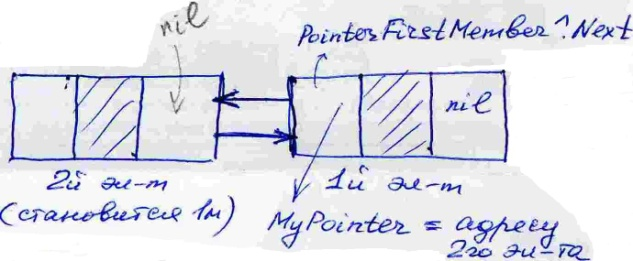 nil
PointerFirstMember^.Next
nil
2й эл-т
1й эл-т
(становится 1м)
MyPointer = адресу
2го эл-та